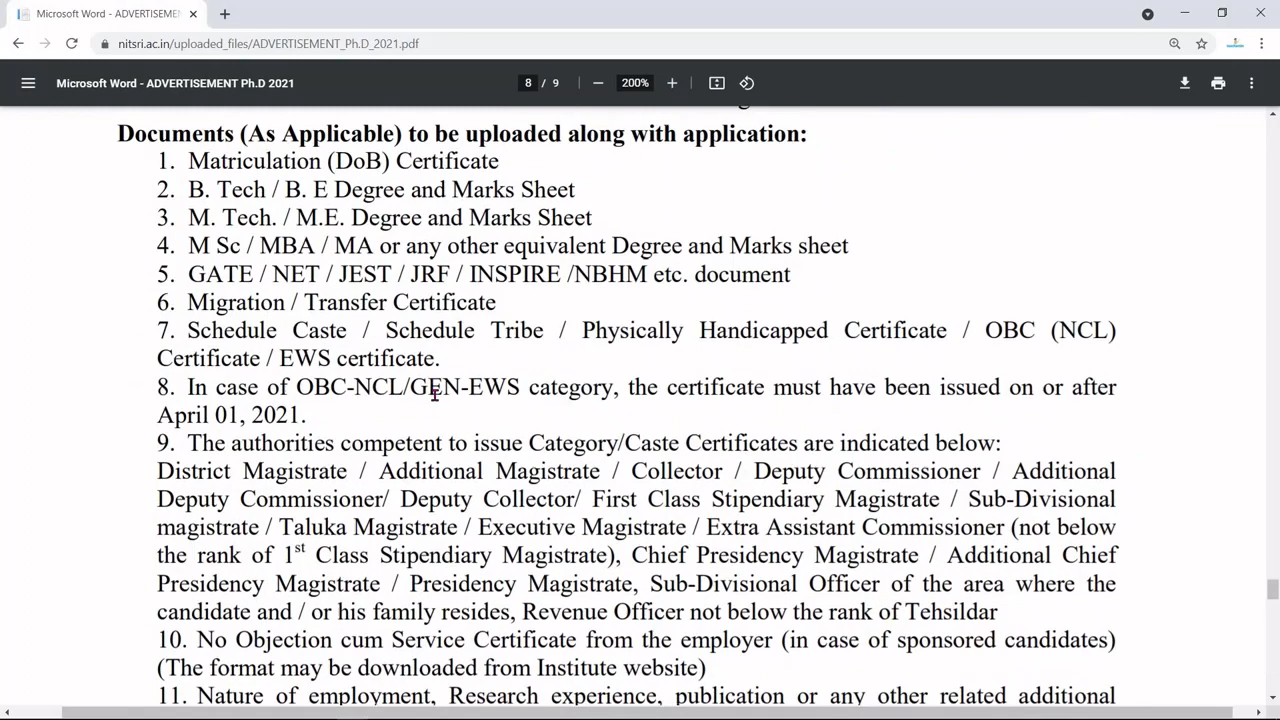 Microsoft Word - ADVERTISEMEN
nitsri.ac.in/uploaded_files/ADVERTISEMENT_Ph.D_2021.pdf
Microsoft Word - ADVERTISEMENT Ph.D 2021
8 / 9
200%
Documents (As Applicable) to be uploaded along with application:
1. Matriculation (DoB) Certificate
2. B. Tech / B. E Degree and Marks Sheet
3. M. Tech. / M.E. Degree and Marks Sheet
4. M Sc / MBA / MA or any other equivalent Degree and Marks sheet
5. GATE / NET / JEST / JRF / INSPIRE /NBHM etc. document
6. Migration / Transfer Certificate
7. Schedule Caste / Schedule Tribe / Physically Handicapped Certificate / OBC (NCL)
Certificate / EWS certificate.
8. In case of OBC-NCL/GEN-EWS category, the certificate must have been issued on or after
April 01, 2021.
9. The authorities competent to issue Category/Caste Certificates are indicated below:
District Magistrate / Additional Magistrate / Collector / Deputy Commissioner / Additional
Deputy Commissioner/ Deputy Collector/ First Class Stipendiary Magistrate / Sub-Divisional
magistrate / Taluka Magistrate / Executive Magistrate / Extra Assistant Commissioner (not below
the rank of 1st Class Stipendiary Magistrate), Chief Presidency Magistrate / Additional Chief
Presidency Magistrate / Presidency Magistrate, Sub-Divisional Officer of the area where the
candidate and / or his family resides, Revenue Officer not below the rank of Tehsildar
10. No Objection cum Service Certificate from the employer (in case of sponsored candidates)
(The format may be downloaded from Institute website)
11. Nature of employment, Research experience, publication or any other related additional